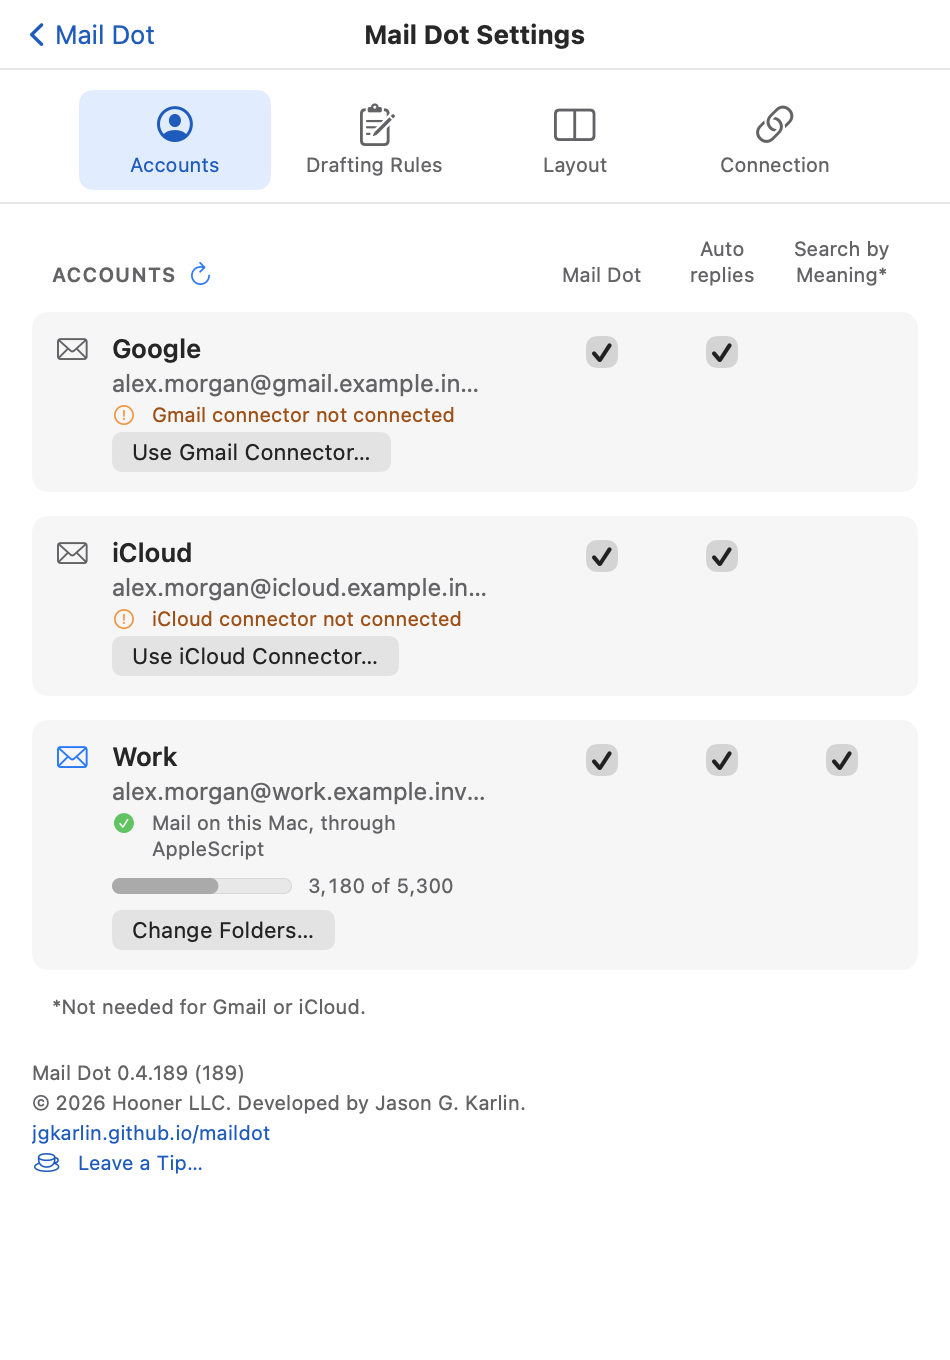 Mail Dot
Mail Dot Settings
Accounts
Drafting Rules
Layout
Connection
ACCOUNTS
Mail Dot
Auto
replies
Search by
Meaning*
Google
alex.morgan@gmail.example.in...
Gmail connector not connected
Use Gmail Connector...
iCloud
alex.morgan@icloud.example.in...
iCloud connector not connected
Use iCloud Connector...
Work
alex.morgan@work.example.inv...
Mail on this Mac, through
AppleScript
3,180 of 5,300
Change Folders...
*Not needed for Gmail or iCloud.
Mail Dot 0.4.189 (189)
© 2026 Hooner LLC. Developed by Jason G. Karlin.
jgkarlin.github.io/maildot
Leave a Tip...